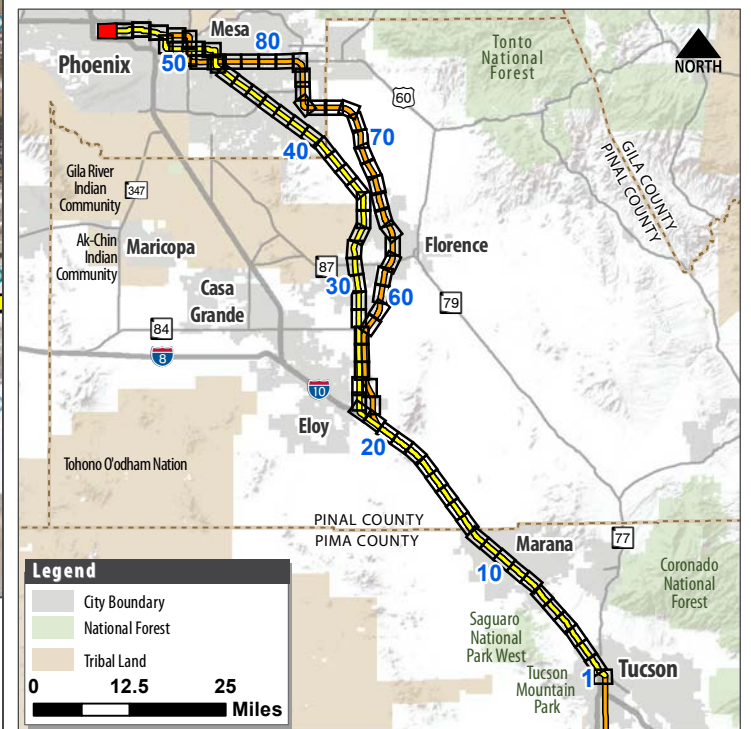 Mesa
80
Phoenix
50
Tonto
National
Forest
NORTH
60
70
40
GILA COUNTY
PINAL COUNTY
Gila River
Indian
Community
347
Ak-Chin
Indian
Community
Maricopa
Florence
87
30
60
Casa
Grande
79
84
8
10
Eloy
20
Tohono O'odham Nation
PINAL COUNTY
PIMA COUNTY
Marana
77
10
Coronado
National
Forest
Saguaro
National
Park West
Tucson
Mountain
Park
1
Tucson
Legend
City Boundary
National Forest
Tribal Land
0 12.5 25
Miles